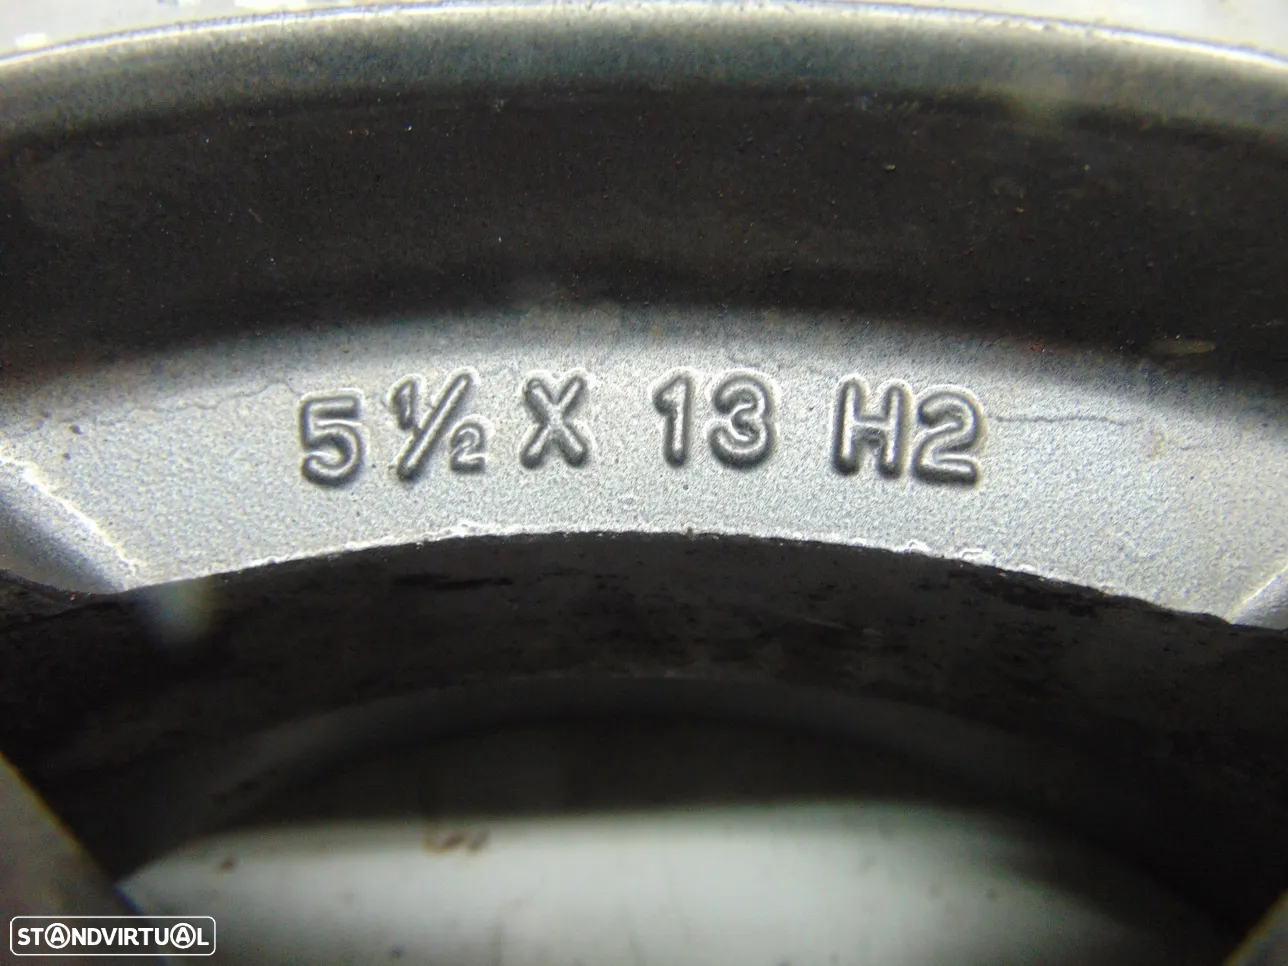 5½ X 13 H2
STANDVIRTUAL